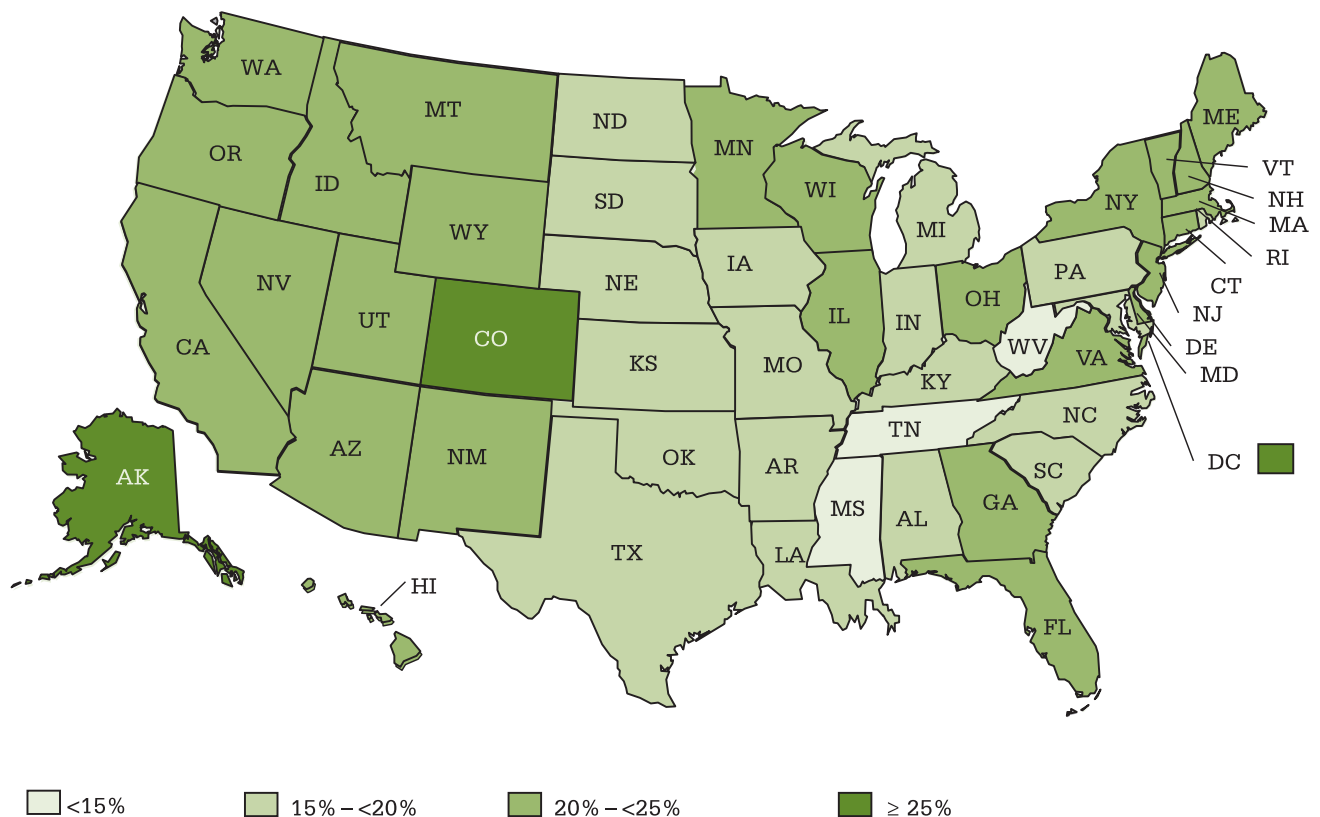 WA
MT
ND
ME
OR
MN
VT
ID
WI
NH
SD
NY
MA
WY
MI
RI
IA
PA
NV
NE
CT
UT
OH
NJ
IL
IN
CO
WV
DE
CA
VA
KS
MO
MD
KY
NC
TN
AZ
NM
OK
AR
SC
DC
AK
MS
GA
AL
TX
LA
HI
FL
<15%
15% – <20%
20% – <25%
≥ 25%